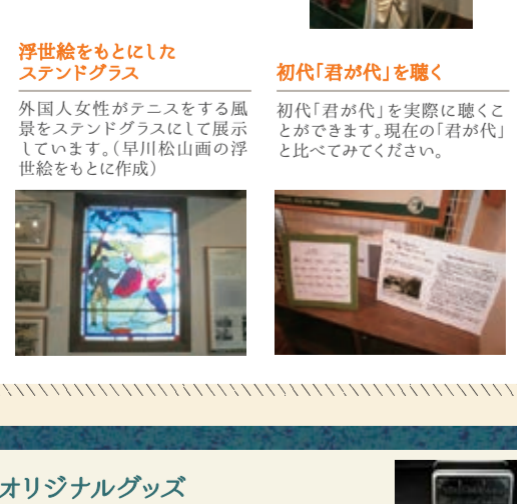 浮世絵をもとにした
ステンドグラス
外国人女性がテニスをする風
景をステンドグラスにして展示
しています。（早川松山画の浮
世絵をもとに作成）
初代「君が代」を聴く
初代「君が代」を実際に聴くこ
とができます。現在の「君が代」
と比べてみてください。
オリジナルグッズ